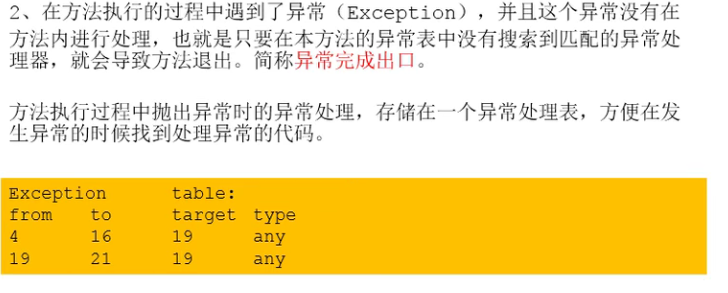 2、在方法执行的过程中遇到了异常（Exception），并且这个异常没有在
方法内进行处理，也就是只要在本方法的异常表中没有搜索到匹配的异常处
理器，就会导致方法退出。简称异常完成出口。
方法执行过程中抛出异常时的异常处理，存储在一个异常处理表，方便在发
生异常的时候找到处理异常的代码。
Exception table:
from to target type
4 16 19 any
19 21 19 any